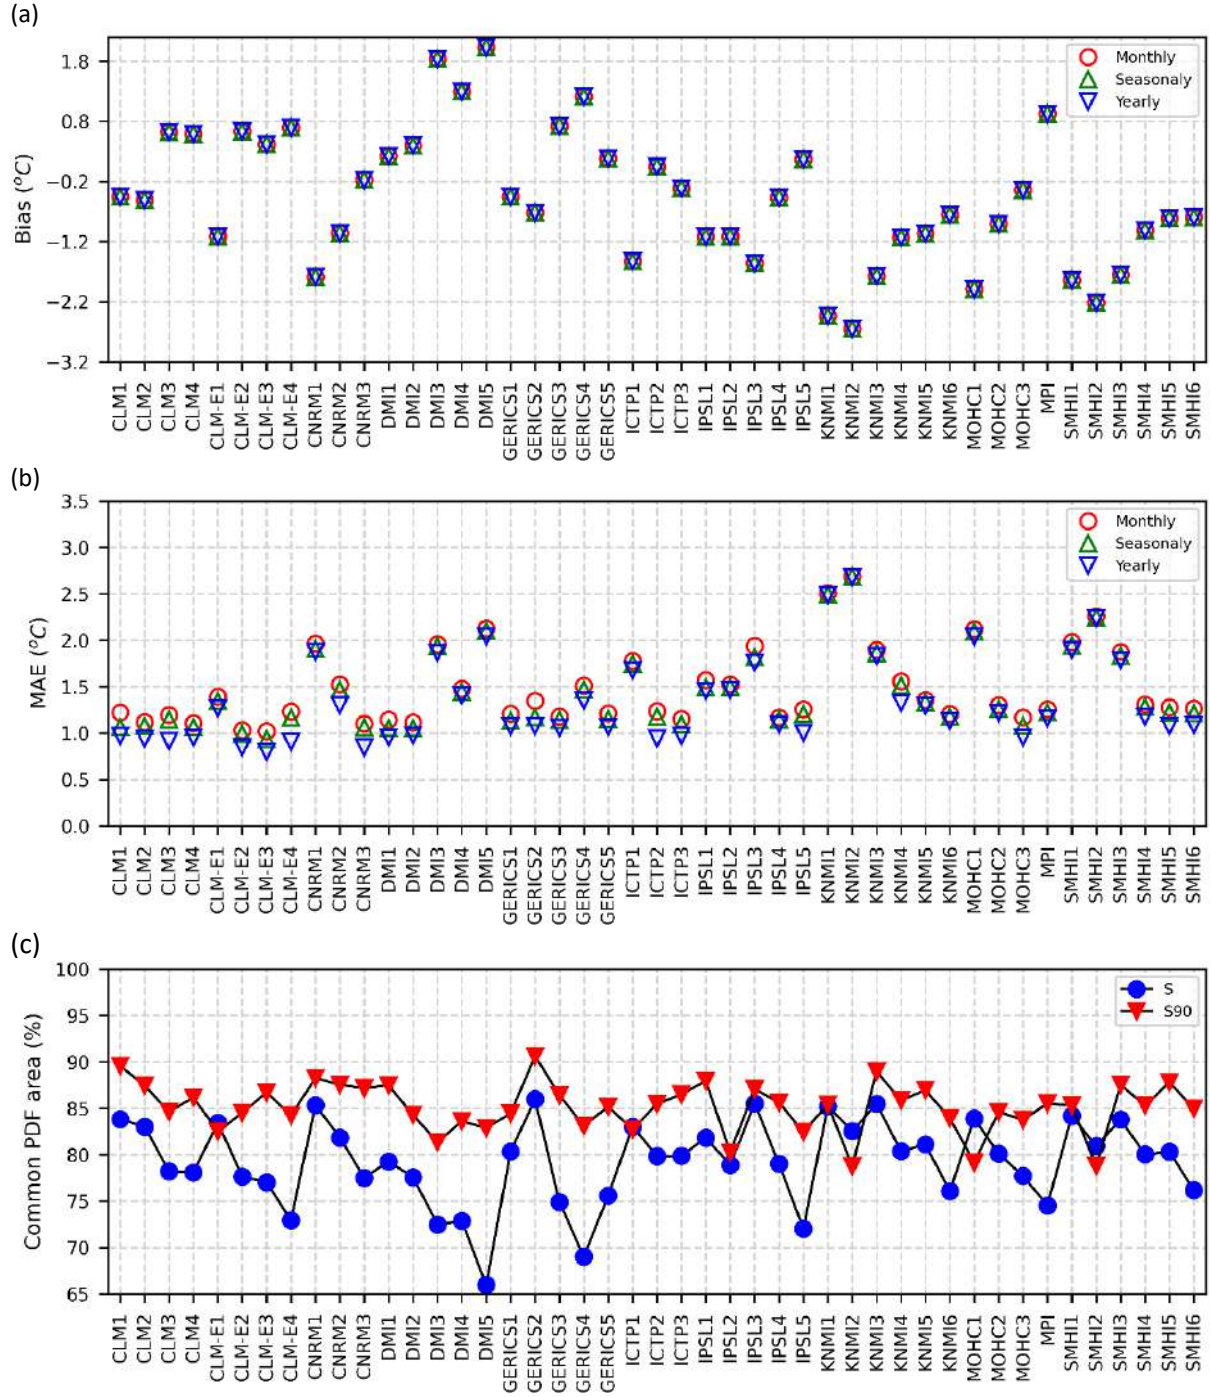 (a)
Bias (°C)
1.8
0.8
−0.2
−1.2
−2.2
−3.2
Monthly
Seasonaly
Yearly
CLM1 CLM2 CLM3 CLM4 CLM-E1 CLM-E2 CLM-E3 CLM-E4 CNRM1 CNRM2 CNRM3 DMI1 DMI2 DMI3 DMI4 DMI5 GERICS1 GERICS2 GERICS3 GERICS4 GERICS5 ICTP1 ICTP2 ICTP3 IPSL1 IPSL2 IPSL3 IPSL4 IPSL5 KNMI1 KNMI2 KNMI3 KNMI4 KNMI5 KNMI6 MOHC1 MOHC2 MOHC3 MPI SMHI1 SMHI2 SMHI3 SMHI4 SMHI5 SMHI6
(b)
MAE (°C)
3.5
3.0
2.5
2.0
1.5
1.0
0.5
0.0
Monthly
Seasonaly
Yearly
CLM1 CLM2 CLM3 CLM4 CLM-E1 CLM-E2 CLM-E3 CLM-E4 CNRM1 CNRM2 CNRM3 DMI1 DMI2 DMI3 DMI4 DMI5 GERICS1 GERICS2 GERICS3 GERICS4 GERICS5 ICTP1 ICTP2 ICTP3 IPSL1 IPSL2 IPSL3 IPSL4 IPSL5 KNMI1 KNMI2 KNMI3 KNMI4 KNMI5 KNMI6 MOHC1 MOHC2 MOHC3 MPI SMHI1 SMHI2 SMHI3 SMHI4 SMHI5 SMHI6
(c)
Common PDF area (%)
100
95
90
85
80
75
70
65
S
S90
CLM1 CLM2 CLM3 CLM4 CLM-E1 CLM-E2 CLM-E3 CLM-E4 CNRM1 CNRM2 CNRM3 DMI1 DMI2 DMI3 DMI4 DMI5 GERICS1 GERICS2 GERICS3 GERICS4 GERICS5 ICTP1 ICTP2 ICTP3 IPSL1 IPSL2 IPSL3 IPSL4 IPSL5 KNMI1 KNMI2 KNMI3 KNMI4 KNMI5 KNMI6 MOHC1 MOHC2 MOHC3 MPI SMHI1 SMHI2 SMHI3 SMHI4 SMHI5 SMHI6